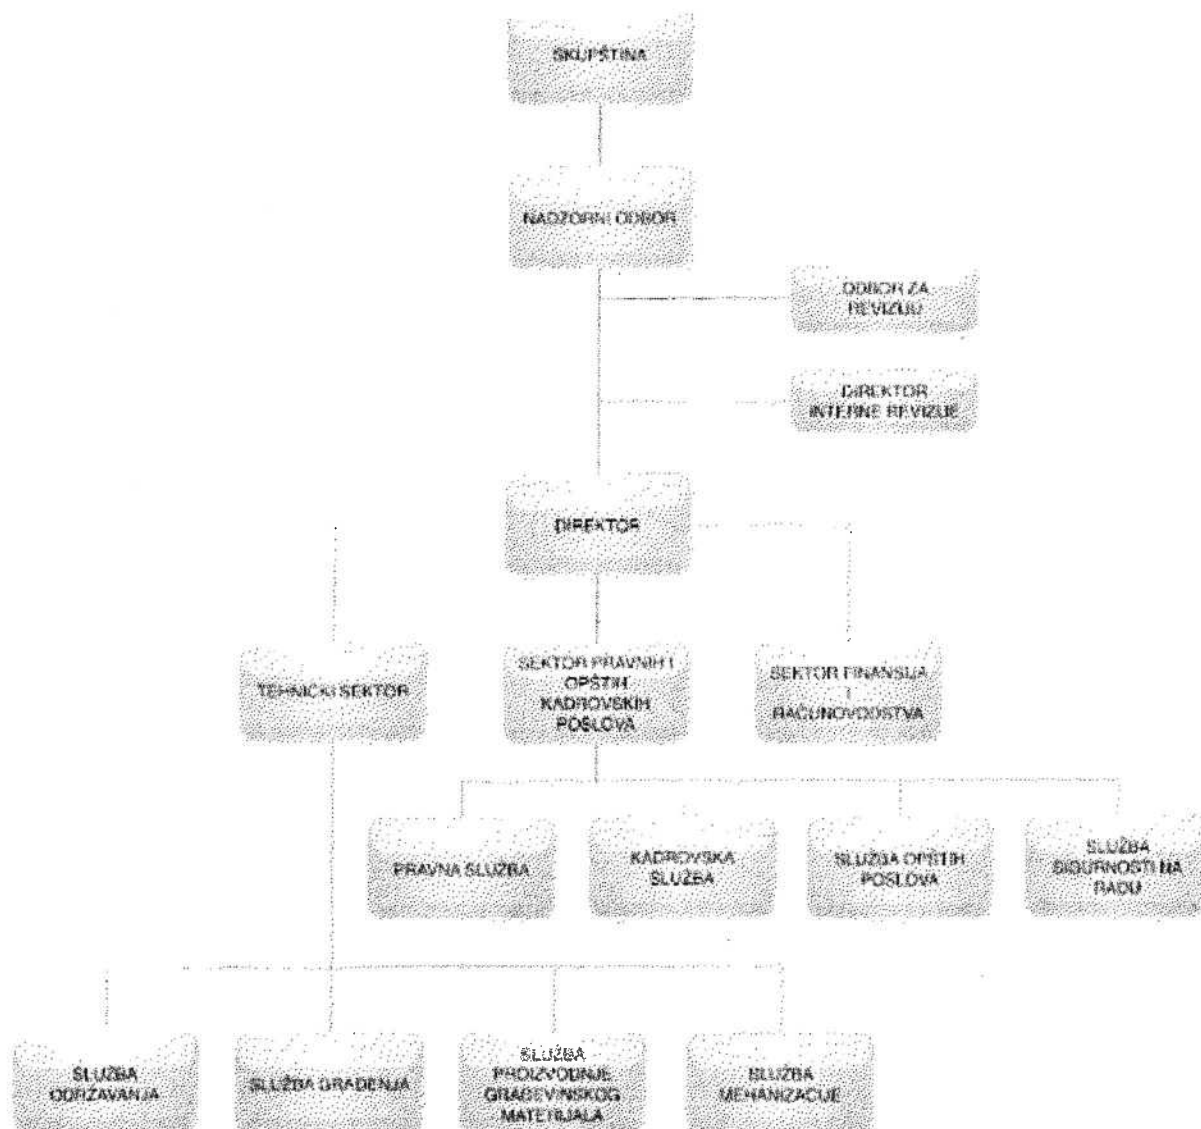 SKUPŠTINA
NADZORNI ODBOR
ODBOR ZA
REVIZIJU
DIREKTOR
INTERNE REVIZIJE
DIREKTOR
TEHNIČKI SEKTOR
SEKTOR PRAVNIH I
OPŠTIH
KADROVSKIH
POSLOVA
SEKTOR FINANSIJA
I
RAČUNOVODSTVA
PRAVNA SLUŽBA
KADROVSKA
SLUŽBA
SLUŽBA OPŠTIH
POSLOVA
SLUŽBA
SIGURNOSTI NA
RADU
SLUŽBA
ODRŽAVANJA
SLUŽBA GRAĐENJA
SLUŽBA
PROIZVODNJE
GRAĐEVINSKOG
MATERIJALA
SLUŽBA
MEHANIZACIJE